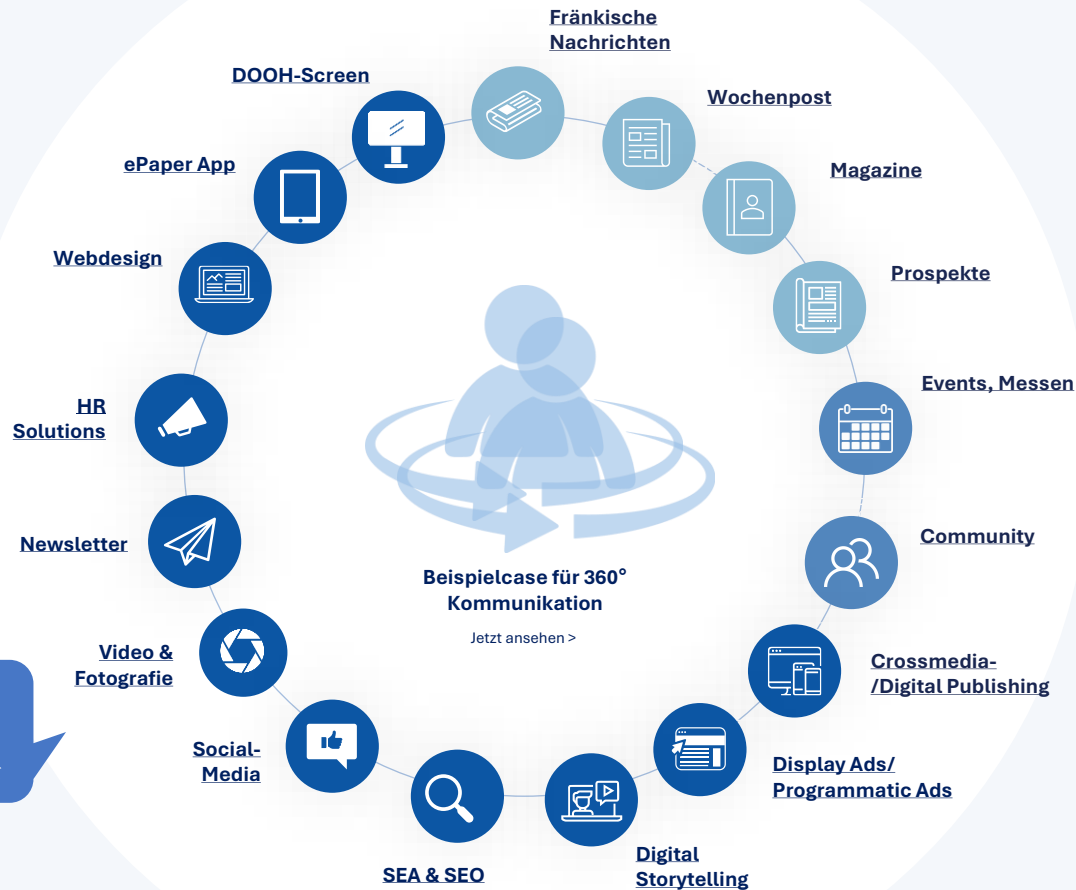 Fränkische
Nachrichten
DOOH-Screen
Wochenpost
ePaper App
Magazine
Webdesign
Prospekte
Events, Messen
HR
Solutions
Newsletter
Community
Beispielcase für 360°
Kommunikation
Jetzt ansehen >
Video &
Fotografie
Crossmedia-
/Digital Publishing
Social-
Media
Display Ads/
Programmatic Ads
Digital
Storytelling
SEA & SEO